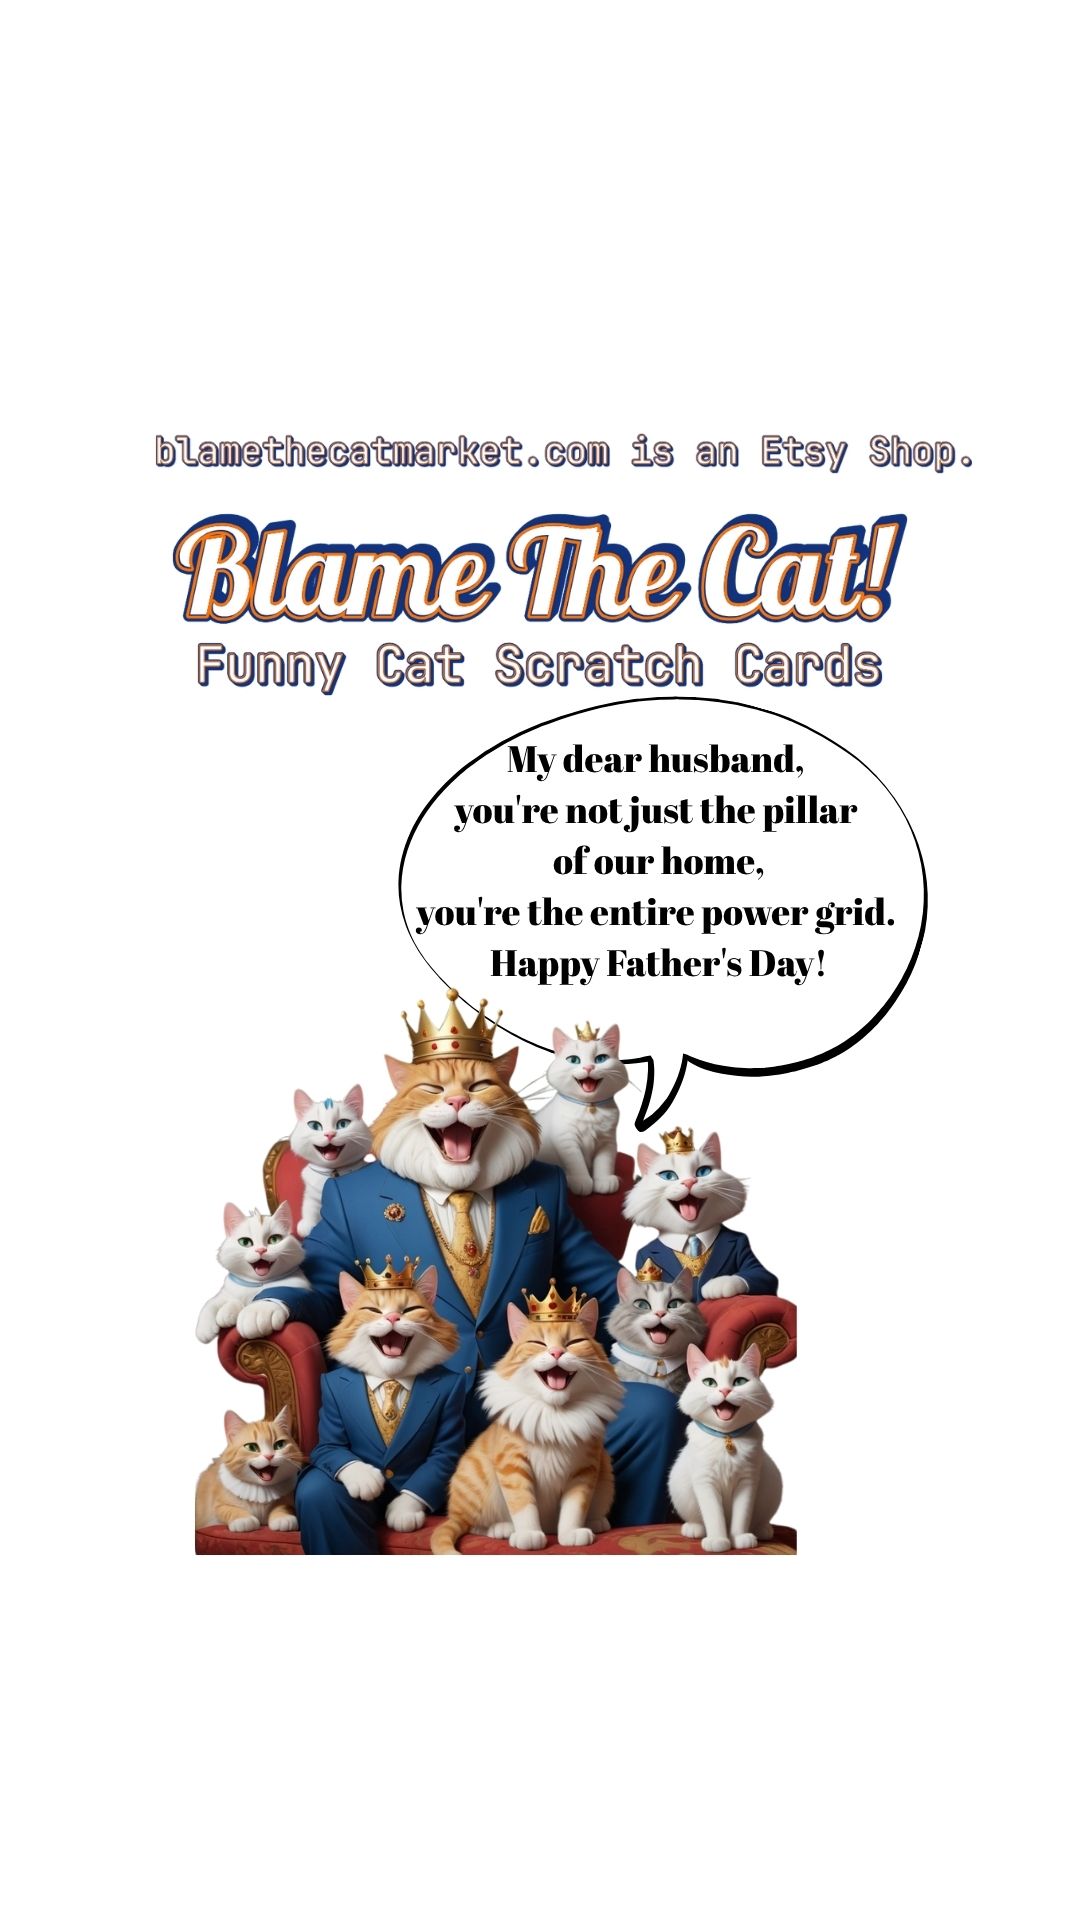 blamethecatmarket.com is an Etsy Shop.
Blame The Cat!
Funny Cat Scratch Cards
My dear husband,
you're not just the pillar
of our home,
you're the entire power grid.
Happy Father's Day!